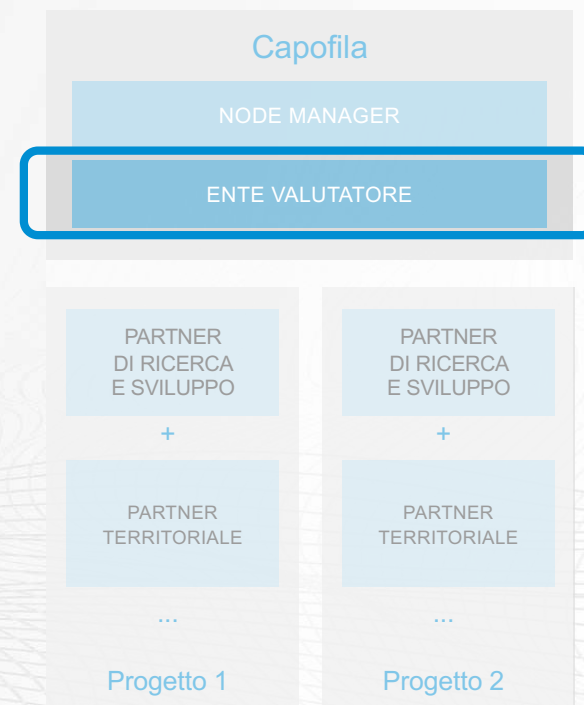 Capofila
NODE MANAGER
ENTE VALUTATORE
PARTNER
DI RICERCA
E SVILUPPO
+
PARTNER
TERRITORIALE
...
Progetto 1
PARTNER
DI RICERCA
E SVILUPPO
+
PARTNER
TERRITORIALE
...
Progetto 2